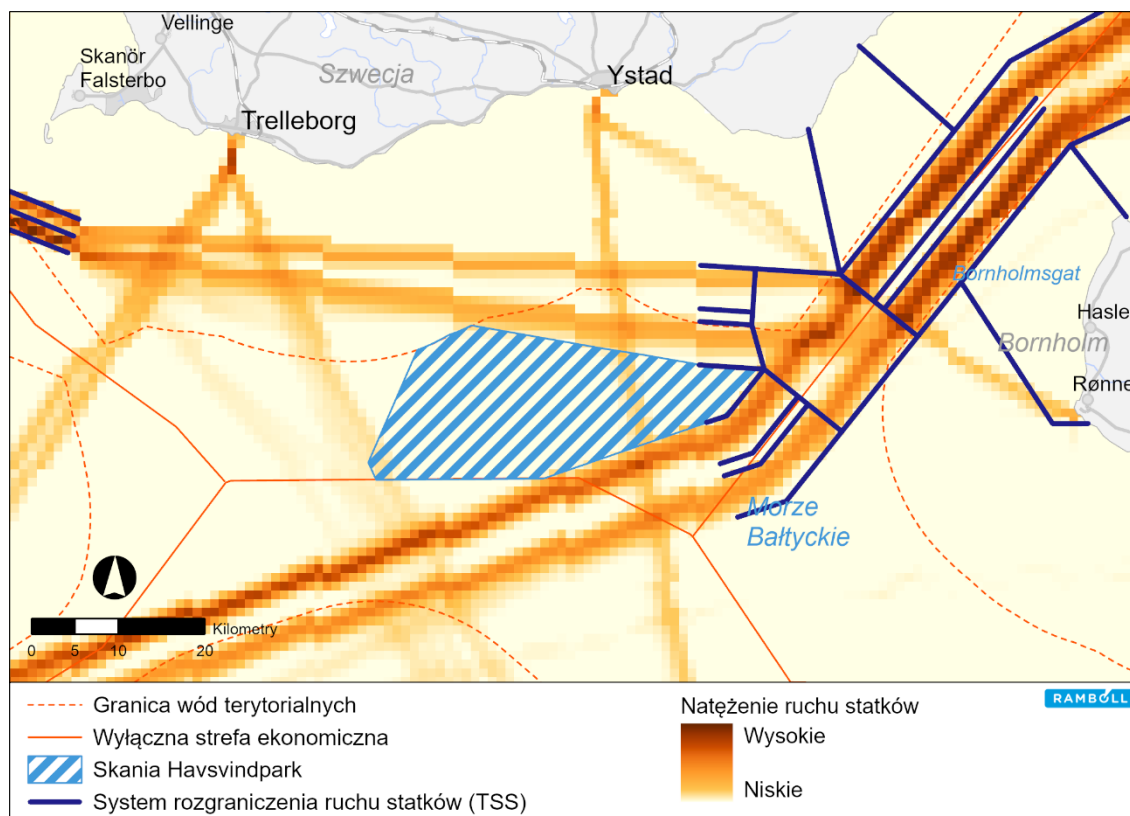 Vellinge
Skanör
Falsterbo
Szwecja
Ystad
Trelleborg
Bornholmsgat
Hasle
Bornholm
Rønne
Morze
Bałtyckie
Kilometry
0 5 10 20
Granica wód terytorialnych
Wyłączna strefa ekonomiczna
Skania Havsvindpark
System rozgraniczenia ruchu statków (TSS)
Natężenie ruchu statków
Wysokie
Niskie
RAMBOLL